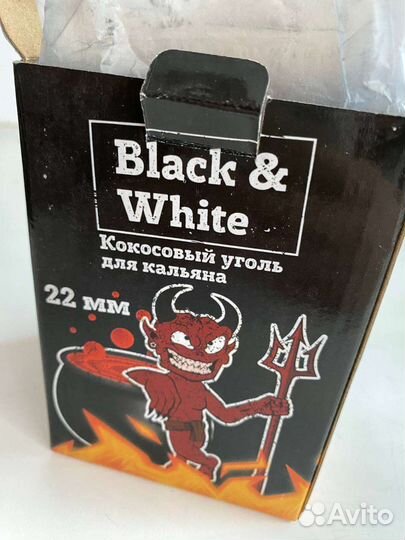 Black &
White
Кокосовый уголь
для кальяна
22 мм
Avito